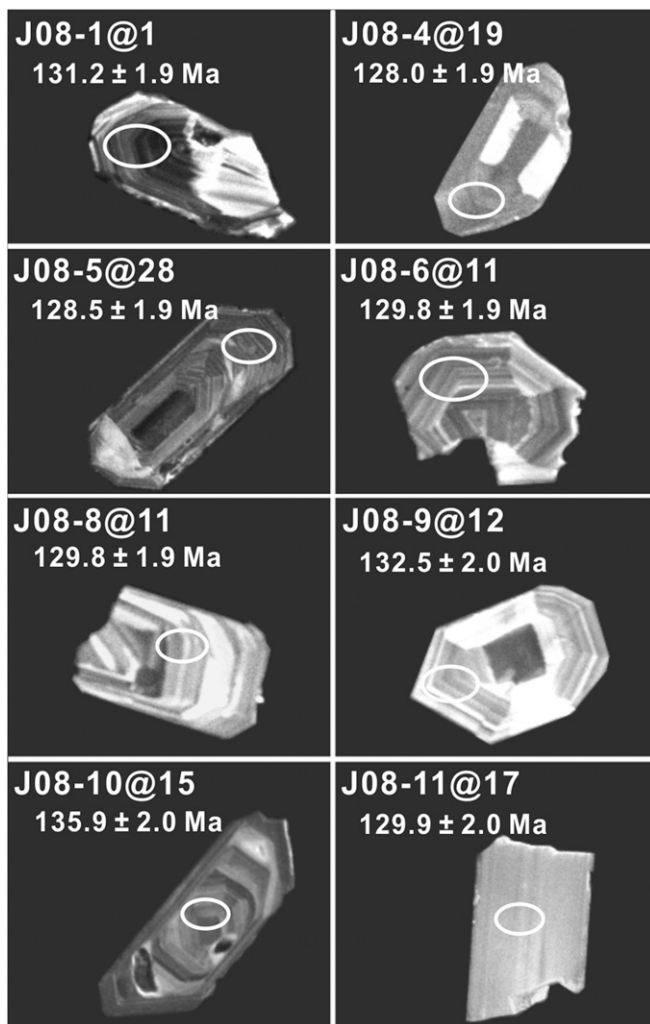 J08-1@1
131.2 ± 1.9 Ma
J08-4@19
128.0 ± 1.9 Ma
J08-5@28
128.5 ± 1.9 Ma
J08-6@11
129.8 ± 1.9 Ma
J08-8@11
129.8 ± 1.9 Ma
J08-9@12
132.5 ± 2.0 Ma
J08-10@15
135.9 ± 2.0 Ma
J08-11@17
129.9 ± 2.0 Ma